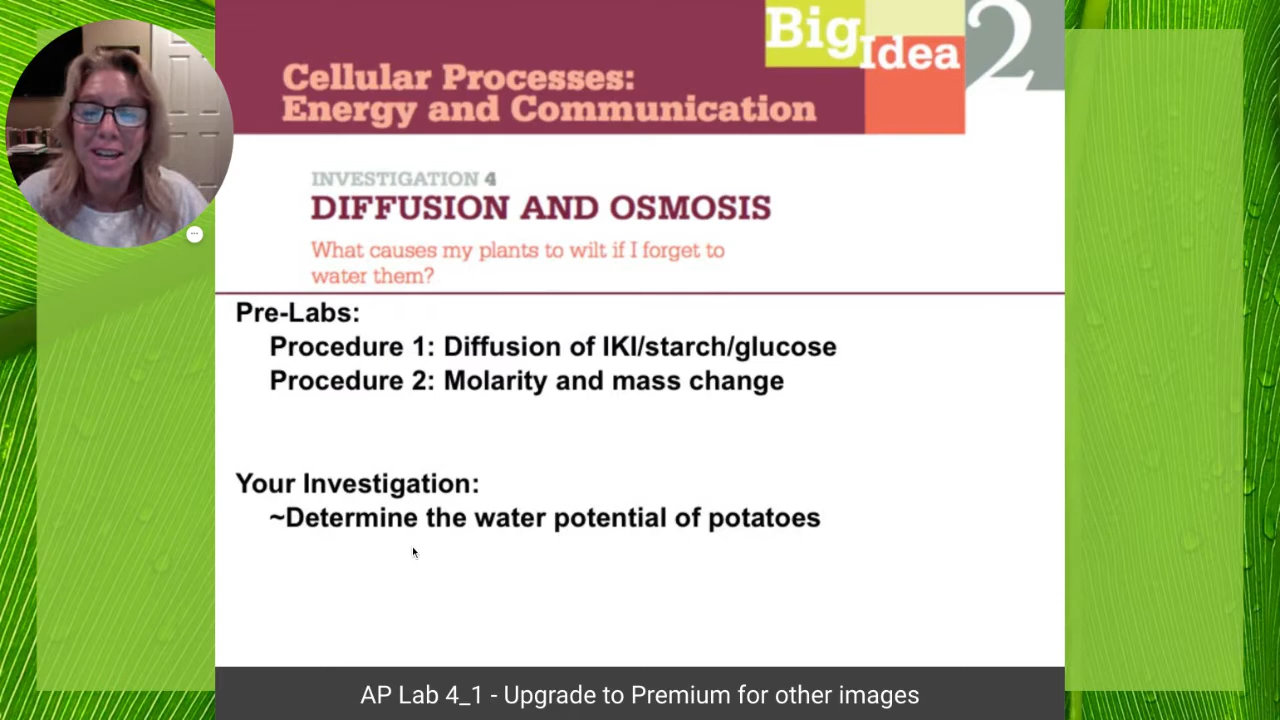 Big Idea 2
Cellular Processes:
Energy and Communication
INVESTIGATION 4
DIFFUSION AND OSMOSIS
What causes my plants to wilt if I forget to
water them?
Pre-Labs:
Procedure 1: Diffusion of IKI/starch/glucose
Procedure 2: Molarity and mass change
Your Investigation:
~Determine the water potential of potatoes
AP Lab 4_1 - Upgrade to Premium for other images